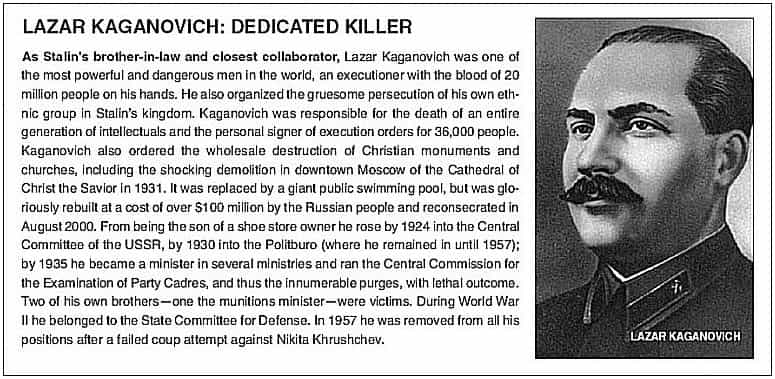 LAZAR KAGANOVICH: DEDICATED KILLER
As Stalin's brother-in-law and closest collaborator, Lazar Kaganovich was one of
the most powerful and dangerous men in the world, an executioner with the blood of 20
million people on his hands. He also organized the gruesome persecution of his own eth-
nic group in Stalin's kingdom. Kaganovich was responsible for the death of an entire
generation of intellectuals and the personal signer of execution orders for 36,000 people.
Kaganovich also ordered the wholesale destruction of Christian monuments and
churches, including the shocking demolition in downtown Moscow of the Cathedral of
Christ the Savior in 1931. It was replaced by a giant public swimming pool, but was glo-
riously rebuilt at a cost of over $100 million by the Russian people and reconsecrated in
August 2000. From being the son of a shoe store owner he rose by 1924 into the Central
Committee of the USSR, by 1930 into the Politburo (where he remained in until 1957);
by 1935 he became a minister in several ministries and ran the Central Commission for
the Examination of Party Cadres, and thus the innumerable purges, with lethal outcome.
Two of his own brothers—one the munitions minister—were victims. During World War
II he belonged to the State Committee for Defense. In 1957 he was removed from all his
positions after a failed coup attempt against Nikita Khrushchev.
LAZAR KAGANOVICH